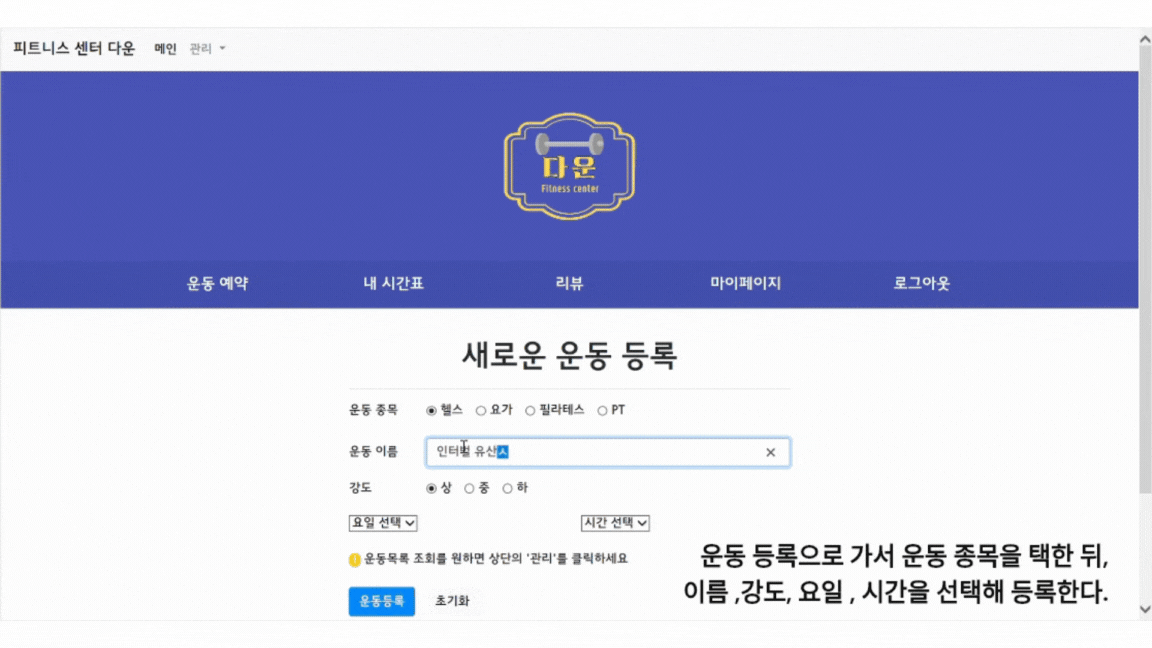 피트니스 센터 다운 메인 관리
다운
Fitness center
운동 예약 내 시간표 리뷰 마이페이지 로그아웃
새로운 운동 등록
운동 종목 헬스 요가 필라테스 PT
운동 이름 인터벌 유산ㅅ
강도 상 중 하
요일 선택 시간 선택
운동목록 조회를 원하면 상단의 '관리'를 클릭하세요
운동등록 초기화
운동 등록으로 가서 운동 종목을 택한 뒤,
이름 ,강도, 요일 , 시간을 선택해 등록한다.